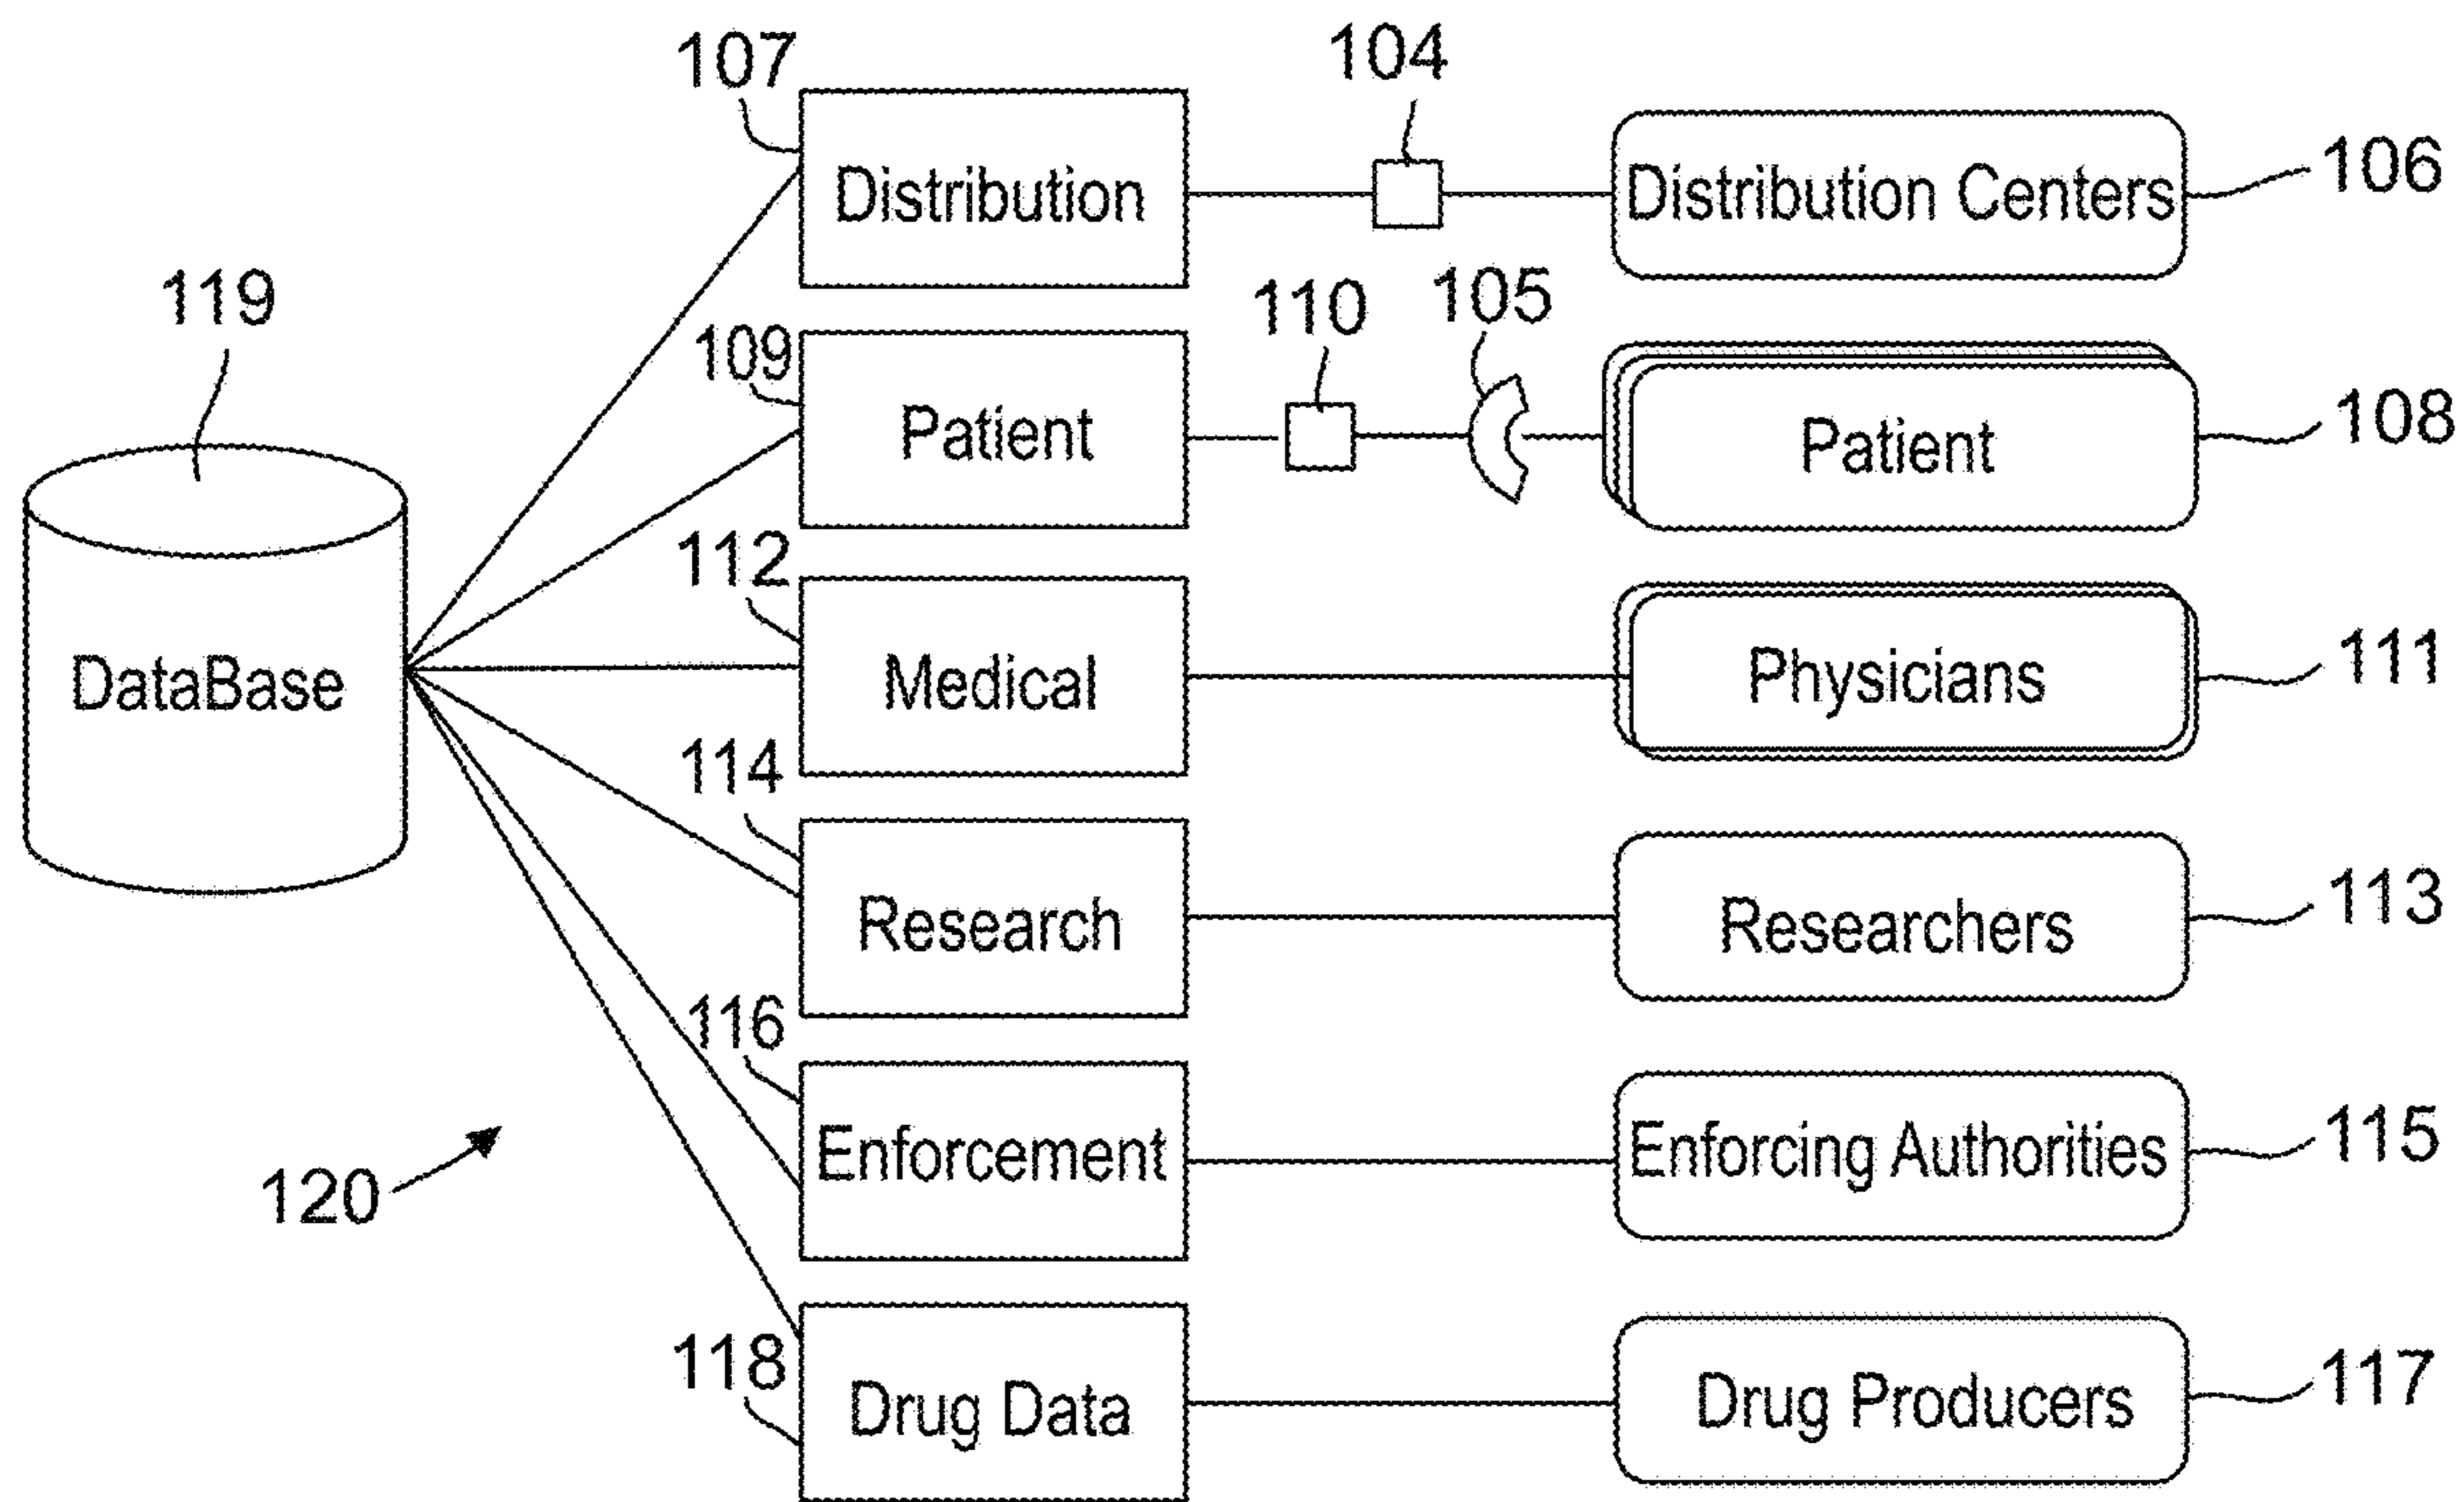 107
104
Distribution
Distribution Centers
106
119
109
110
105
Patient
Patient
108
DataBase
112
Medical
Physicians
111
114
Research
Researchers
113
116
Enforcement
Enforcing Authorities
115
120
118
Drug Data
Drug Producers
117